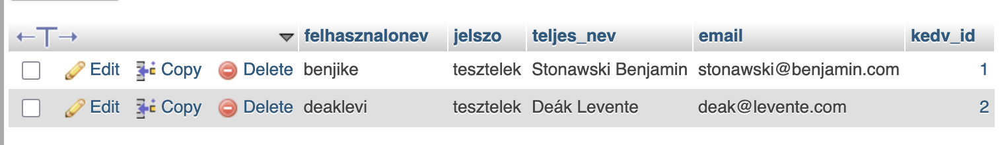 felhasznalonev jelszo teljes_nev email kedv_id
Edit Copy Delete benjike tesztelek Stonawski Benjamin stonawski@benjamin.com 1
Edit Copy Delete deaklevi tesztelek Deák Levente deak@levente.com 2